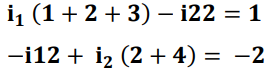 i₁ (1 + 2 + 3) − i22 = 1
−i12 + i₂ (2 + 4) = −2